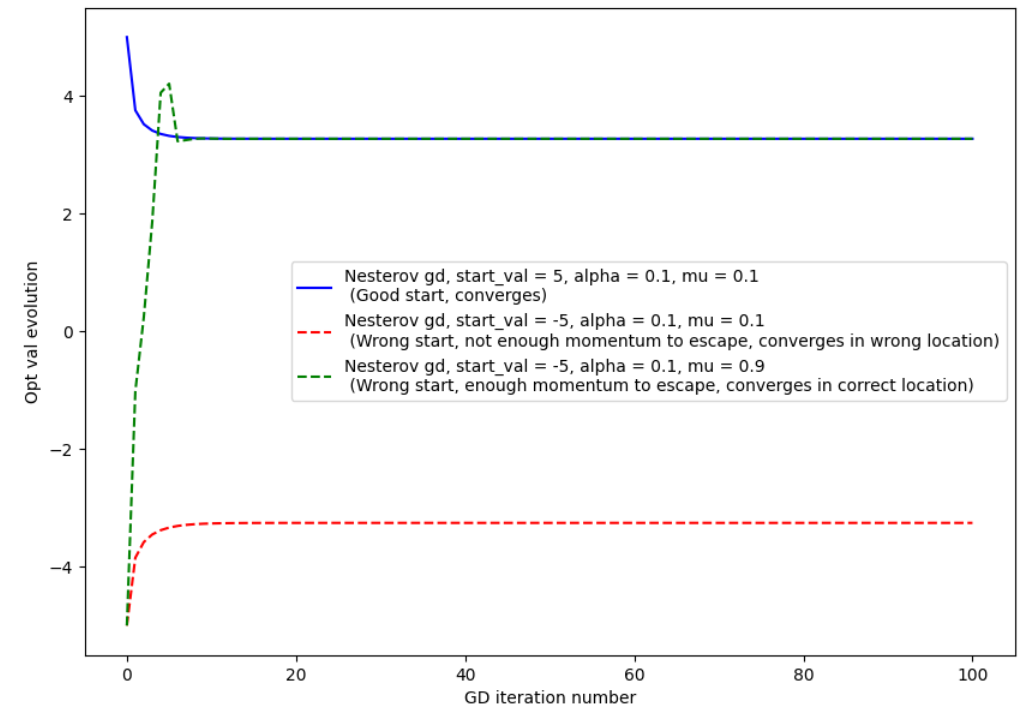 4
2
0
−2
−4
Opt val evolution
Nesterov gd, start_val = 5, alpha = 0.1, mu = 0.1
(Good start, converges)
Nesterov gd, start_val = -5, alpha = 0.1, mu = 0.1
(Wrong start, not enough momentum to escape, converges in wrong location)
Nesterov gd, start_val = -5, alpha = 0.1, mu = 0.9
(Wrong start, enough momentum to escape, converges in correct location)
0 20 40 60 80 100
GD iteration number